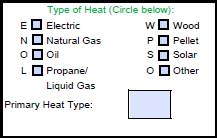 Type of Heat (Circle below):
E Electric W Wood
N Natural Gas P Pellet
O Oil S Solar
L Propane/ O Other
Liquid Gas
Primary Heat Type: